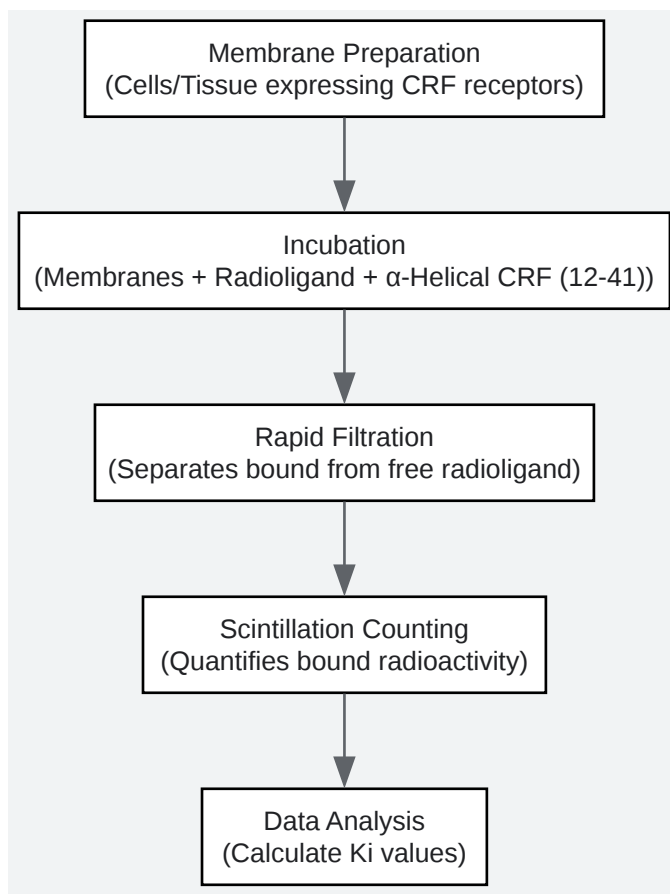 Membrane Preparation
(Cells/Tissue expressing CRF receptors)
Incubation
(Membranes + Radioligand + α-Helical CRF (12-41))
Rapid Filtration
(Separates bound from free radioligand)
Scintillation Counting
(Quantifies bound radioactivity)
Data Analysis
(Calculate Ki values)